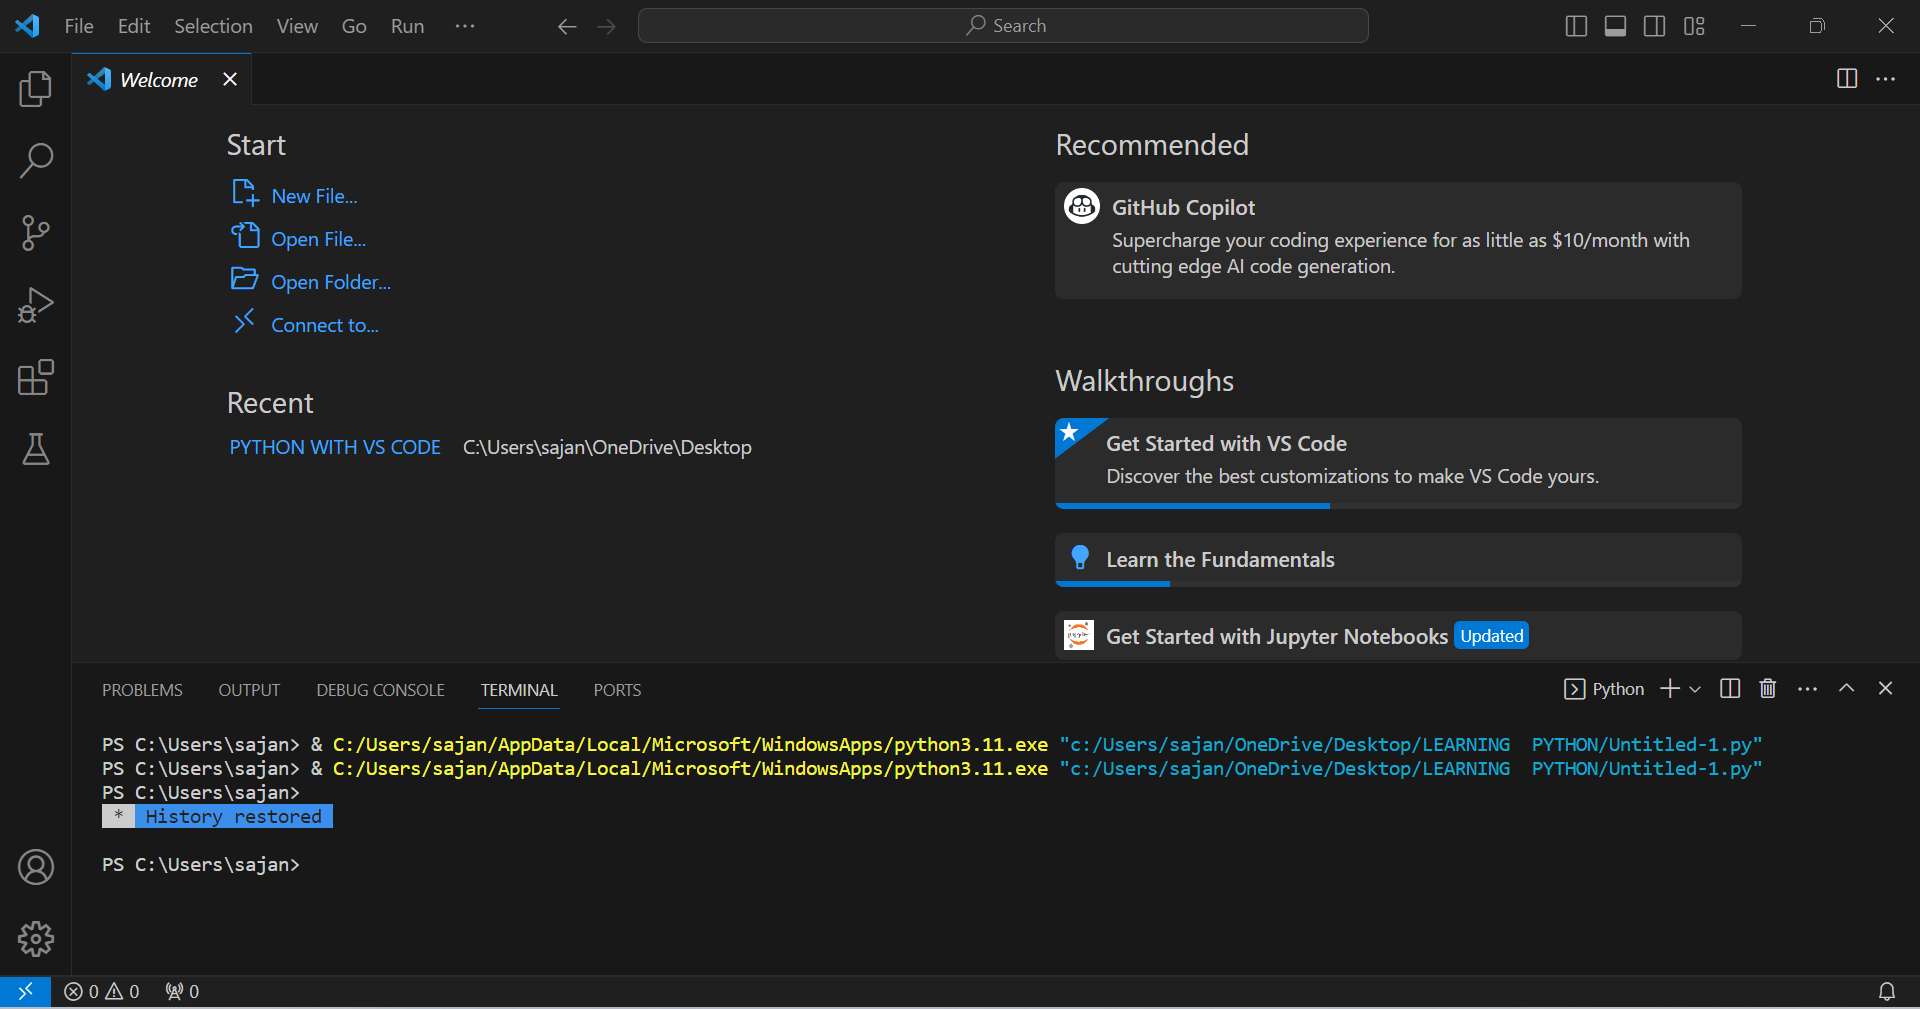 File Edit Selection View Go Run ··· Search
Welcome
Start
New File...
Open File...
Open Folder...
Connect to...
Recent
PYTHON WITH VS CODE C:\Users\sajan\OneDrive\Desktop
Recommended
GitHub Copilot
Supercharge your coding experience for as little as $10/month with
cutting edge AI code generation.
Walkthroughs
Get Started with VS Code
Discover the best customizations to make VS Code yours.
Learn the Fundamentals
Get Started with Jupyter Notebooks Updated
PROBLEMS OUTPUT DEBUG CONSOLE TERMINAL PORTS Python
PS C:\Users\sajan> & C:/Users/sajan/AppData/Local/Microsoft/WindowsApps/python3.11.exe "c:/Users/sajan/OneDrive/Desktop/LEARNING  PYTHON/Untitled-1.py"
PS C:\Users\sajan> & C:/Users/sajan/AppData/Local/Microsoft/WindowsApps/python3.11.exe "c:/Users/sajan/OneDrive/Desktop/LEARNING  PYTHON/Untitled-1.py"
PS C:\Users\sajan>
* History restored
PS C:\Users\sajan>
0 0 0